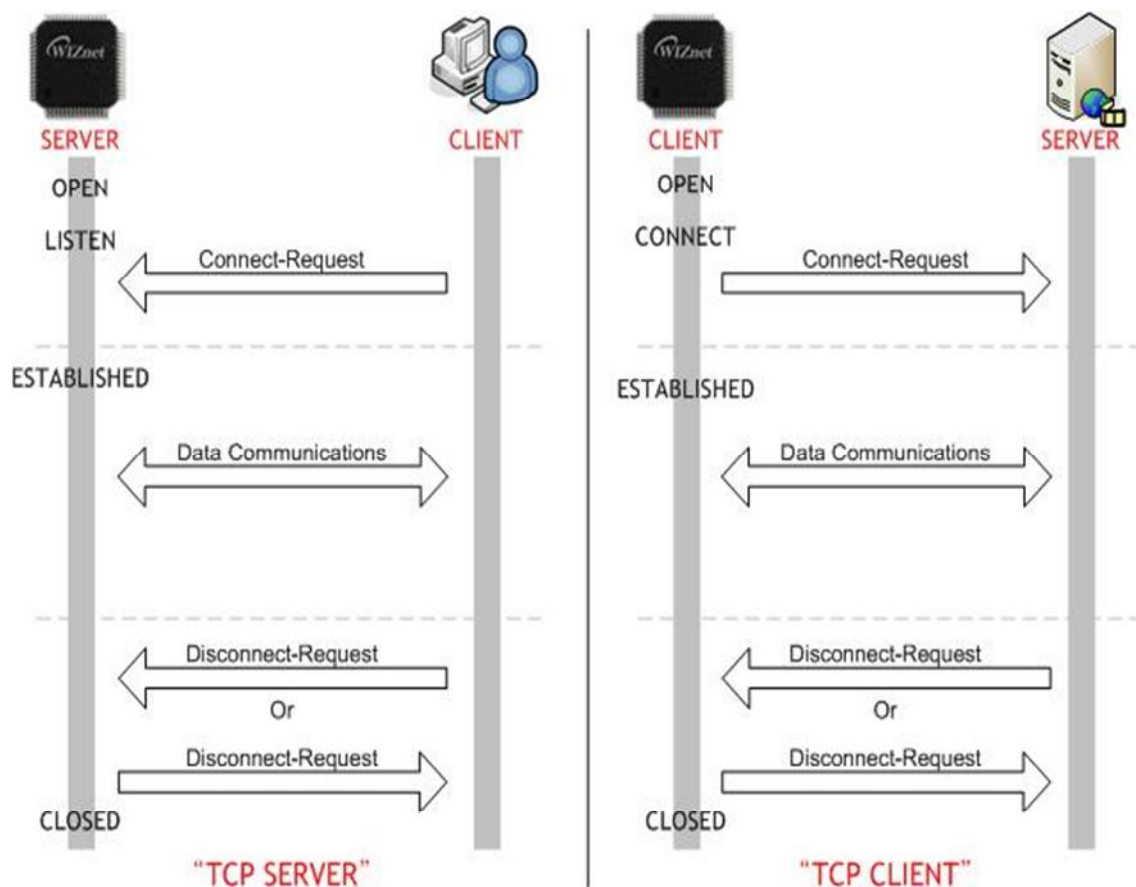 WIZnet
SERVER
CLIENT
OPEN
LISTEN
Connect-Request
ESTABLISHED
Data Communications
Disconnect-Request
Or
Disconnect-Request
CLOSED
"TCP SERVER"
WIZnet
CLIENT
SERVER
OPEN
CONNECT
Connect-Request
ESTABLISHED
Data Communications
Disconnect-Request
Or
Disconnect-Request
CLOSED
"TCP CLIENT"